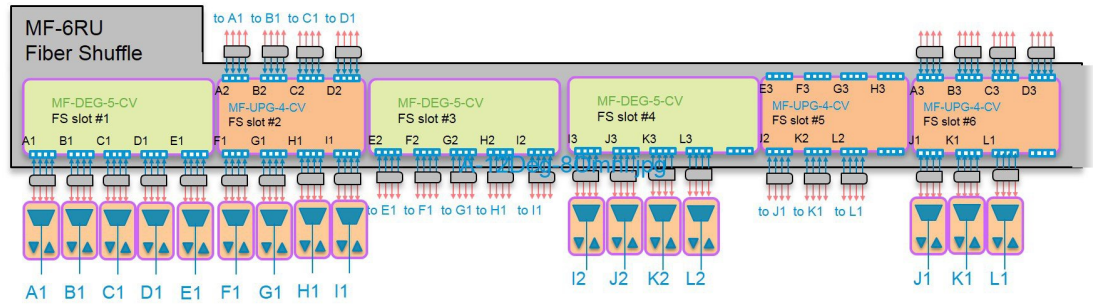 MF-6RU
Fiber Shuffle
to A1 to B1 to C1 to D1
A2 B2 C2 D2
E3 F3 G3 H3
A3 B3 C3 D3
MF-DEG-5-CV
FS slot #1
MF-UPG-4-CV
FS slot #2
MF-DEG-5-CV
FS slot #3
MF-DEG-5-CV
FS slot #4
MF-UPG-4-CV
FS slot #5
MF-UPG-4-CV
FS slot #6
A1 B1 C1 D1 E1
F1 G1 H1 I1
E2 F2 G2 H2 I2
I3 J3 K3 L3
J2 K2 L2
J1 K1 L1
to E1 to F1 to G1 to H1 to I1
to J1 to K1 to L1
A1 B1 C1 D1 E1 F1 G1 H1 I1
I2 J2 K2 L2
J1 K1 L1